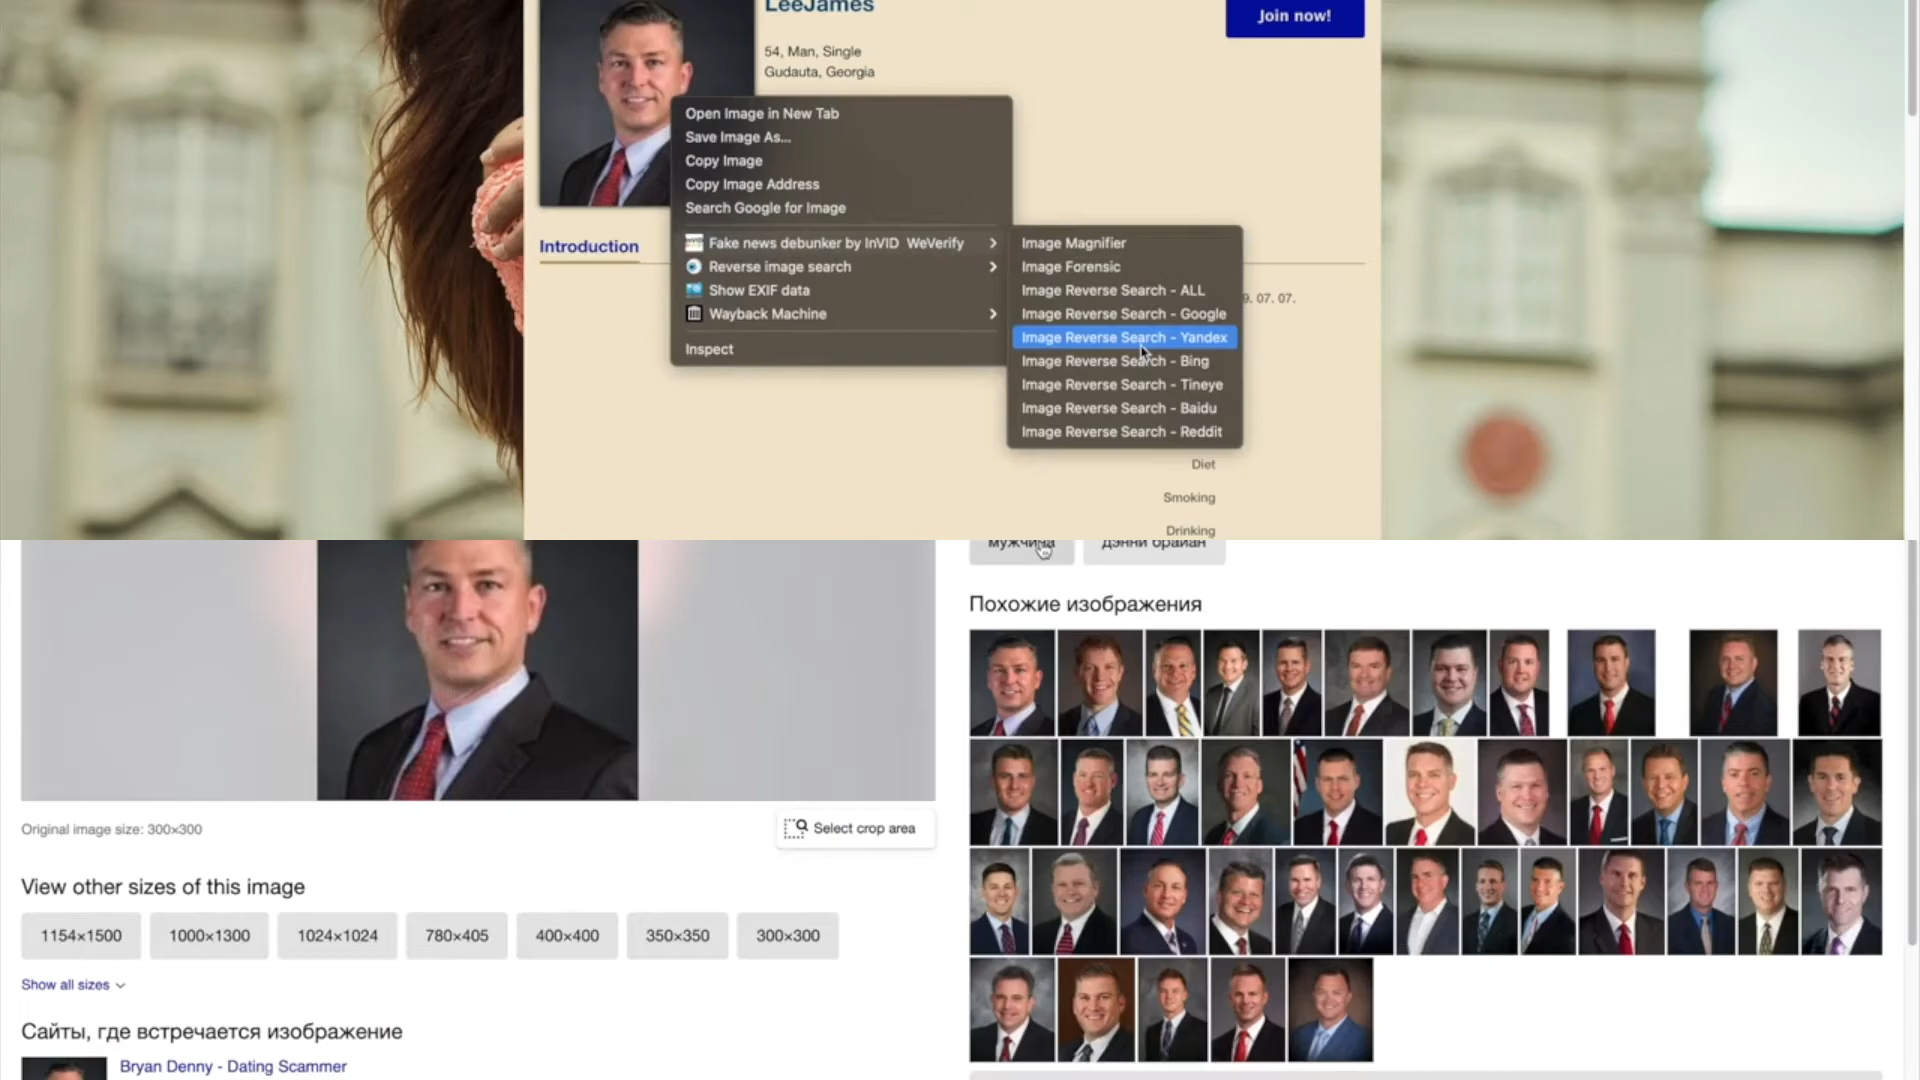 LeeJames
Join now!
54, Man, Single
Gudauta, Georgia
Open Image in New Tab
Save Image As...
Copy Image
Copy Image Address
Search Google for Image
Introduction
Fake news debunker by InVID WeVerify
Reverse image search
Show EXIF data
Wayback Machine
Inspect
Image Magnifier
Image Forensic
Image Reverse Search - ALL
Image Reverse Search - Google
Image Reverse Search - Yandex
Image Reverse Search - Bing
Image Reverse Search - Tineye
Image Reverse Search - Baidu
Image Reverse Search - Reddit
9. 07. 07.
Diet
Smoking
Drinking
мужчина
дэнни брайан
Похожие изображения
Original image size: 300×300
Select crop area
View other sizes of this image
1154×1500
1000×1300
1024×1024
780×405
400×400
350×350
300×300
Show all sizes
Сайты, где встречается изображение
Bryan Denny - Dating Scammer